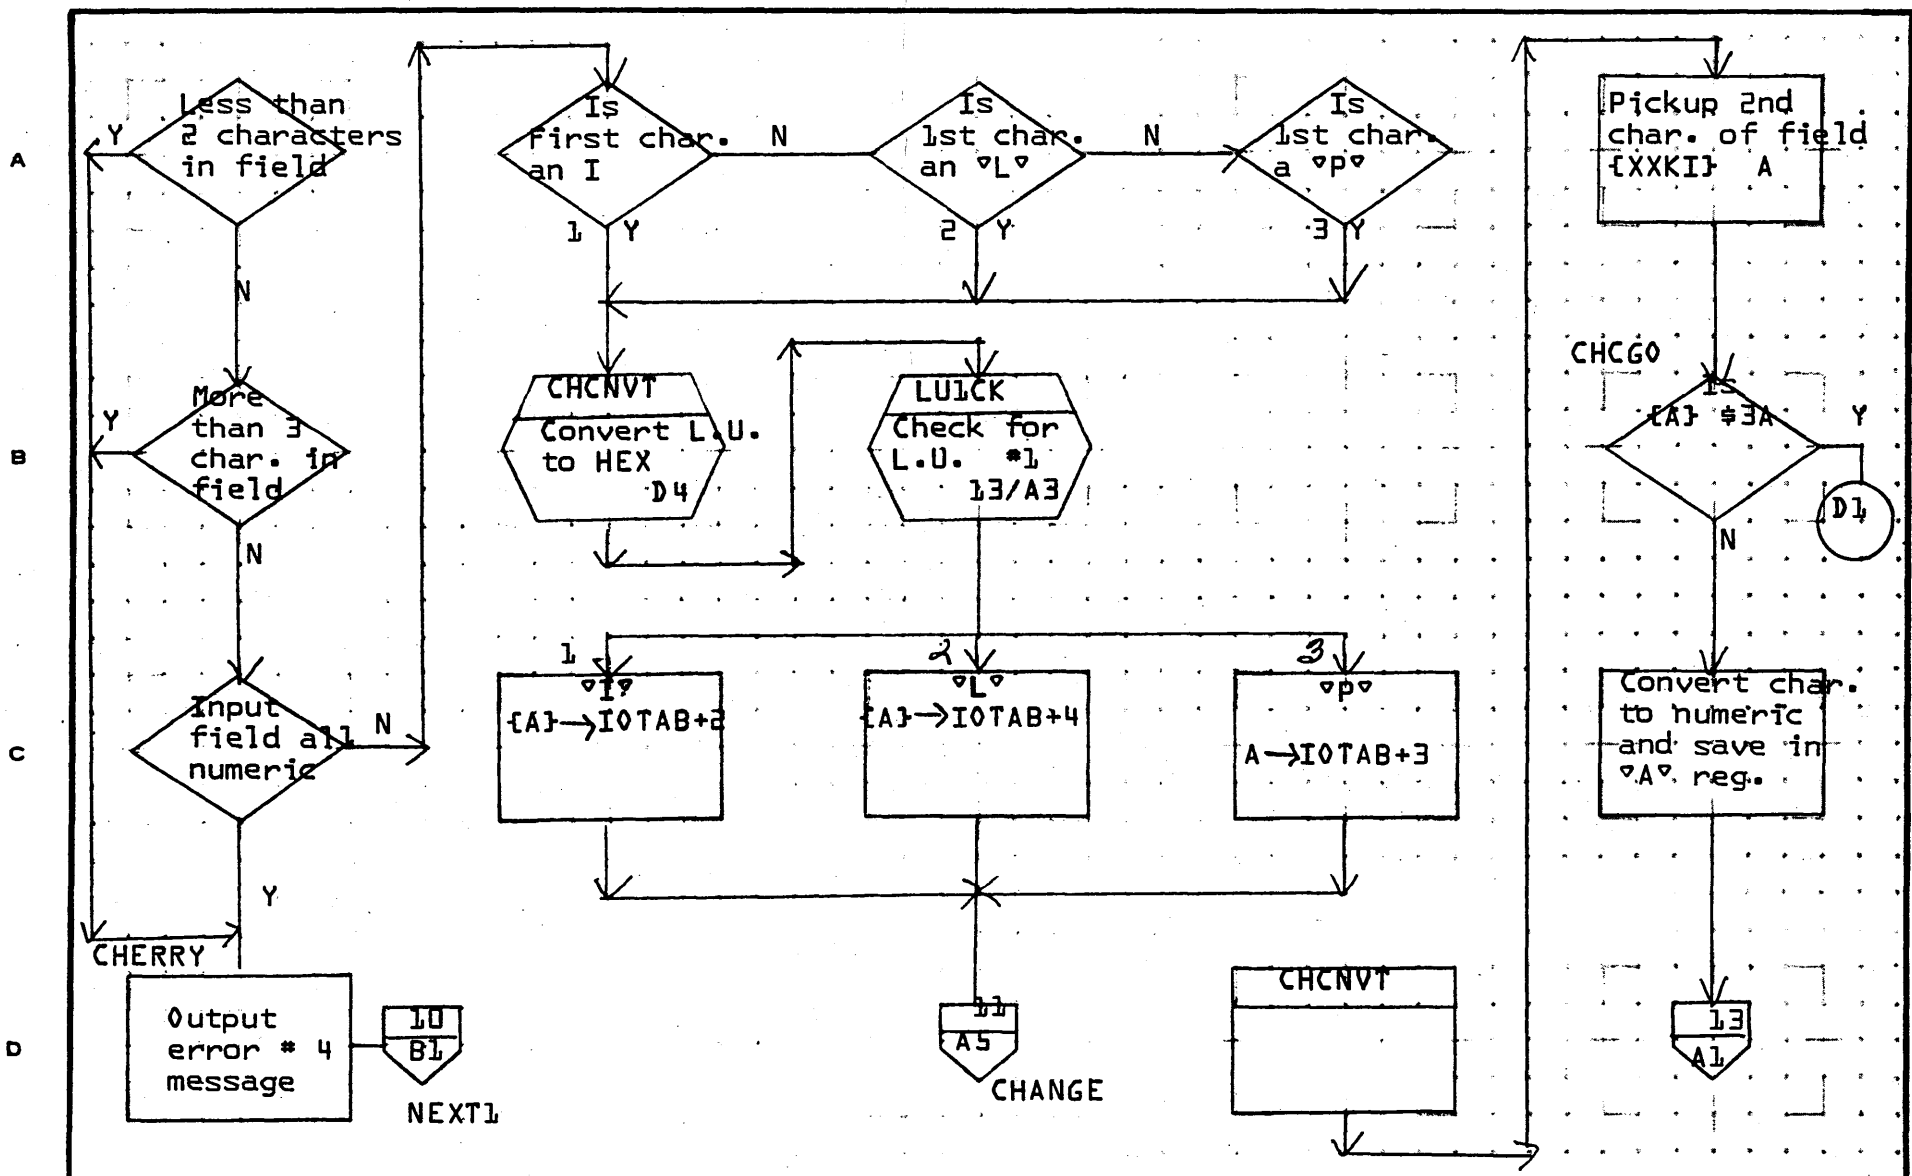 A
B
C
D
Less than
2 characters
in field
Y
N
More
than 3
char. in
field
Y
N
Input
field all
numeric
N
Y
CHERRY
Output
error # 4
message
10
B1
NEXT1
Is
first char.
an I
N
1 Y
Is
1st char.
an "L"
N
2 Y
Is
1st char.
a "P"
3 Y
CHCNVT
Convert L.U.
to HEX
D4
LU1CK
Check for
L.U. #1
13/A3
1
"I"
{A}→IOTAB+2
2
"L"
{A}→IOTAB+4
3
"P"
A→IOTAB+3
11
A5
CHANGE
CHCNVT
Pickup 2nd
char. of field
{XXKI} A
CHCGO
Is
{A} $3A
Y
D1
N
Convert char.
to numeric
and save in
"A" reg.
13
A1